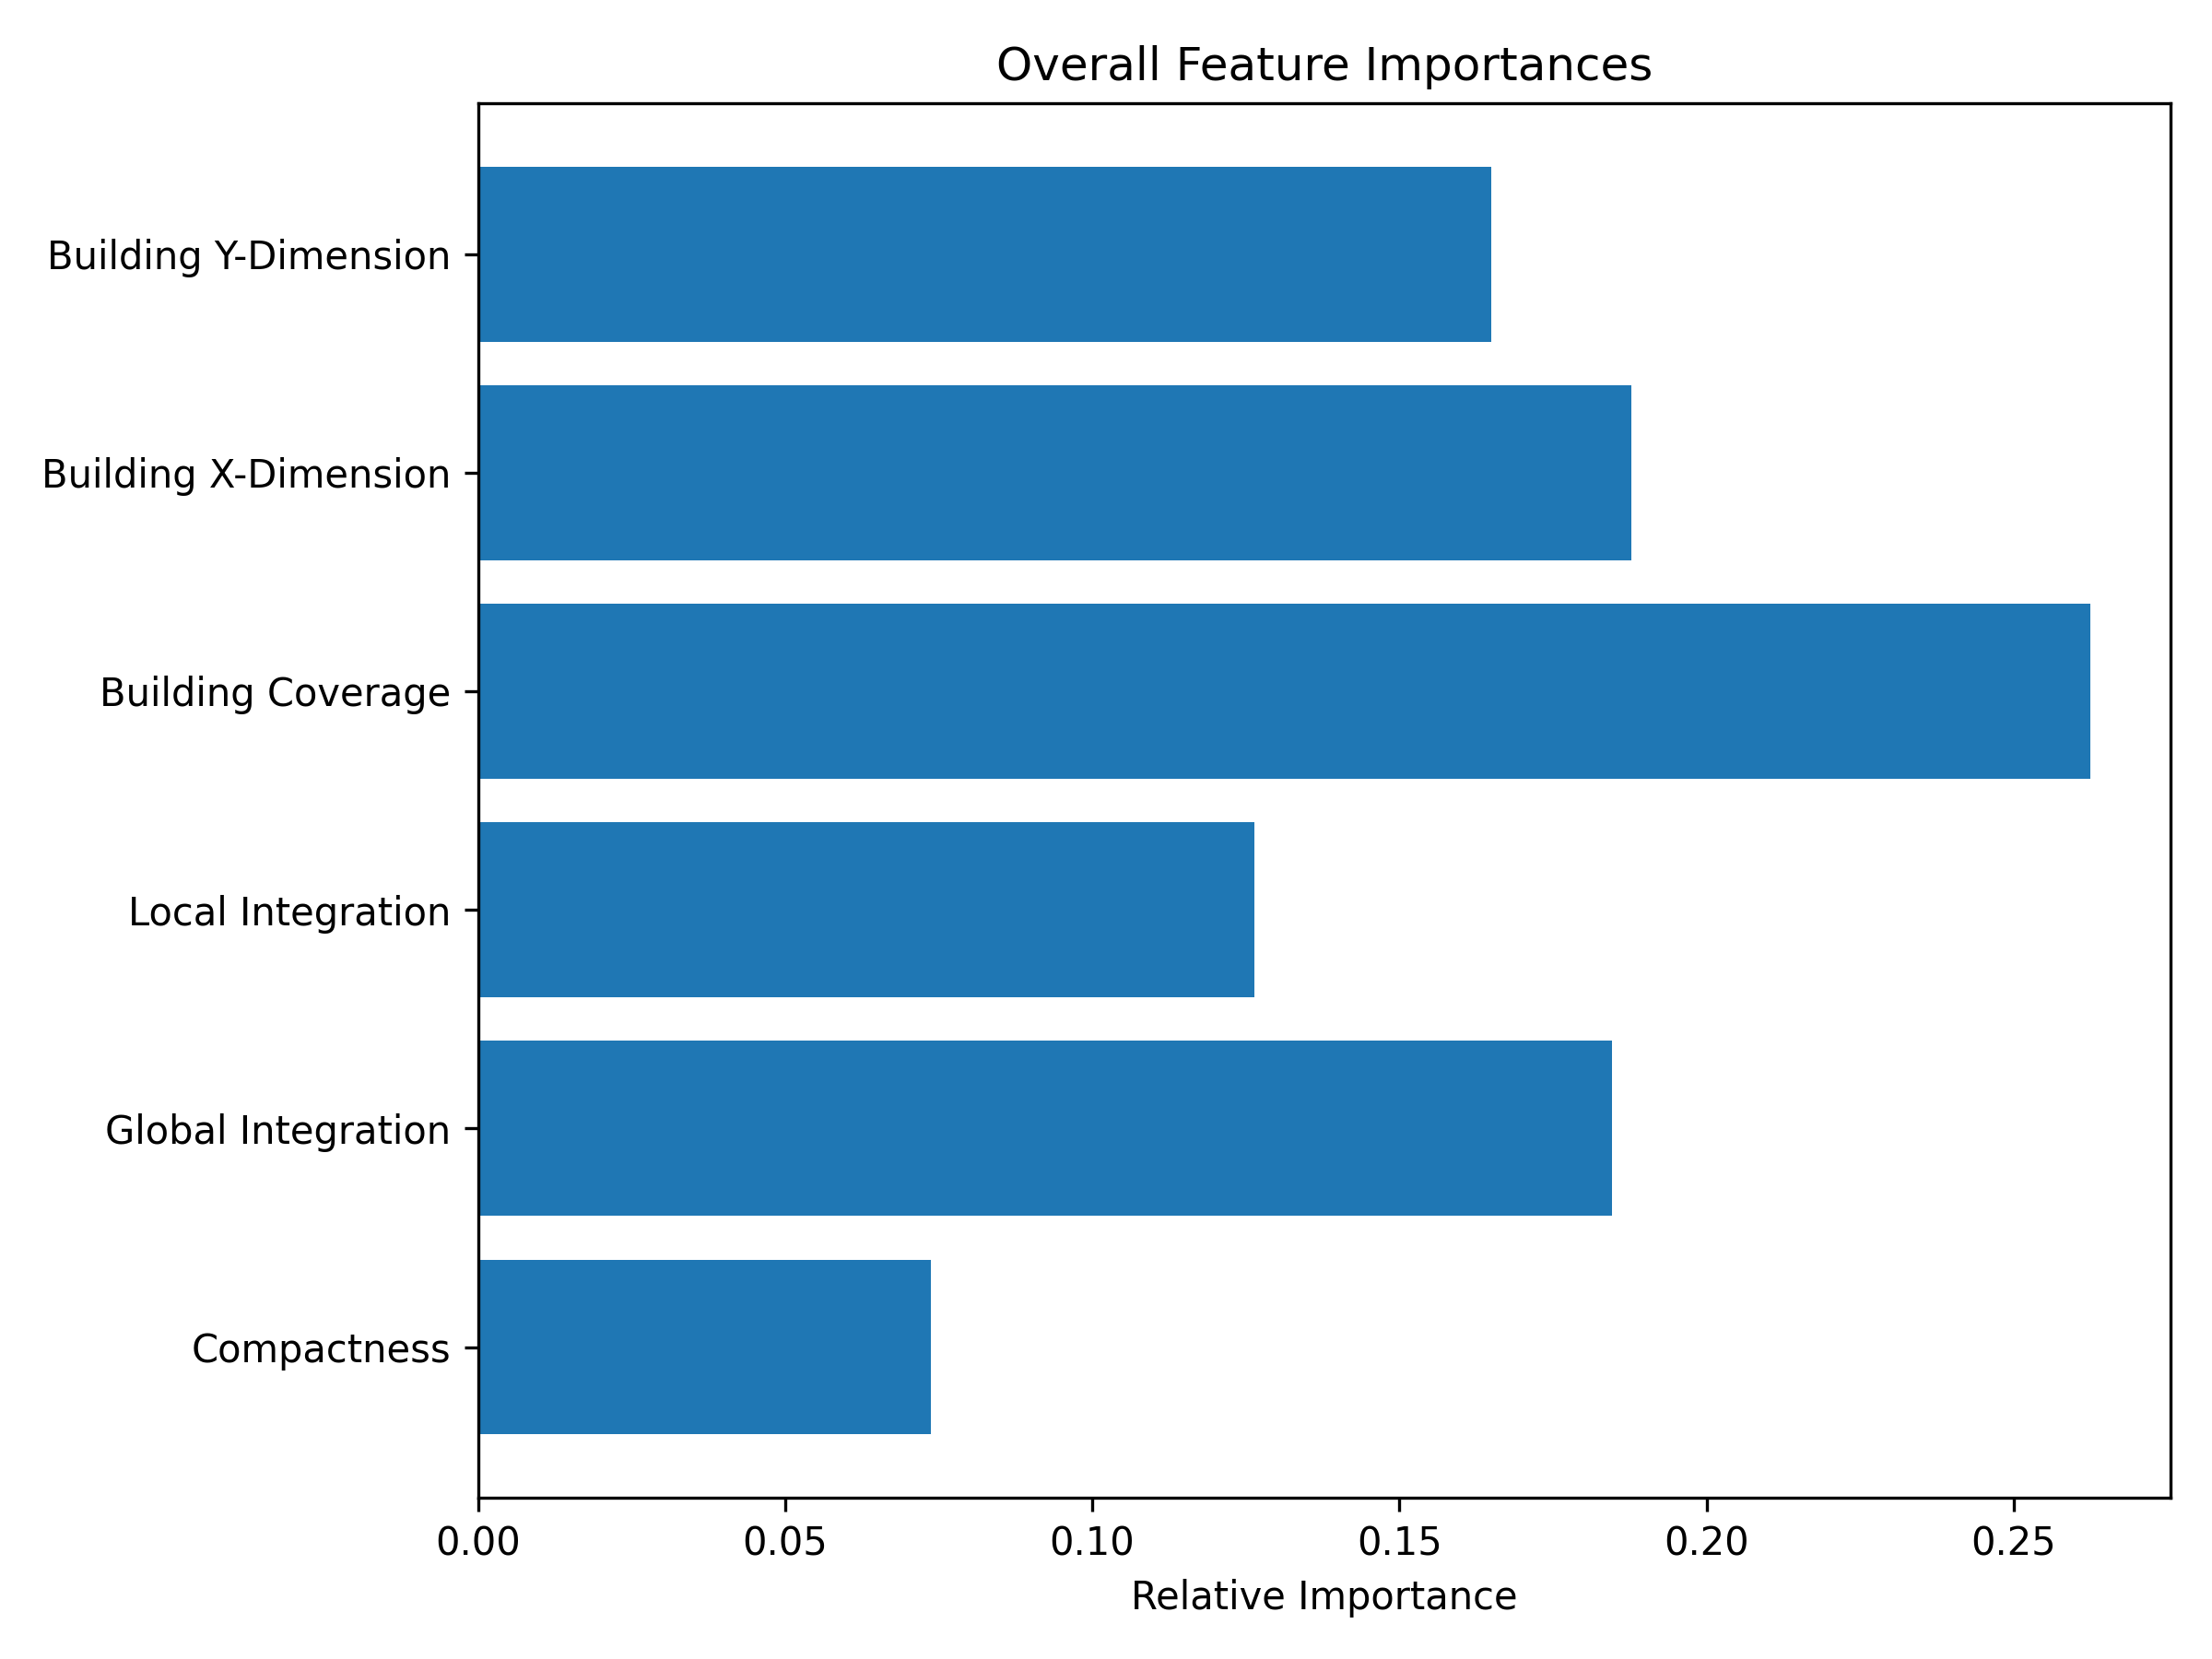 Overall Feature Importances
Building Y-Dimension
Building X-Dimension
Building Coverage
Local Integration
Global Integration
Compactness
0.00 0.05 0.10 0.15 0.20 0.25
Relative Importance